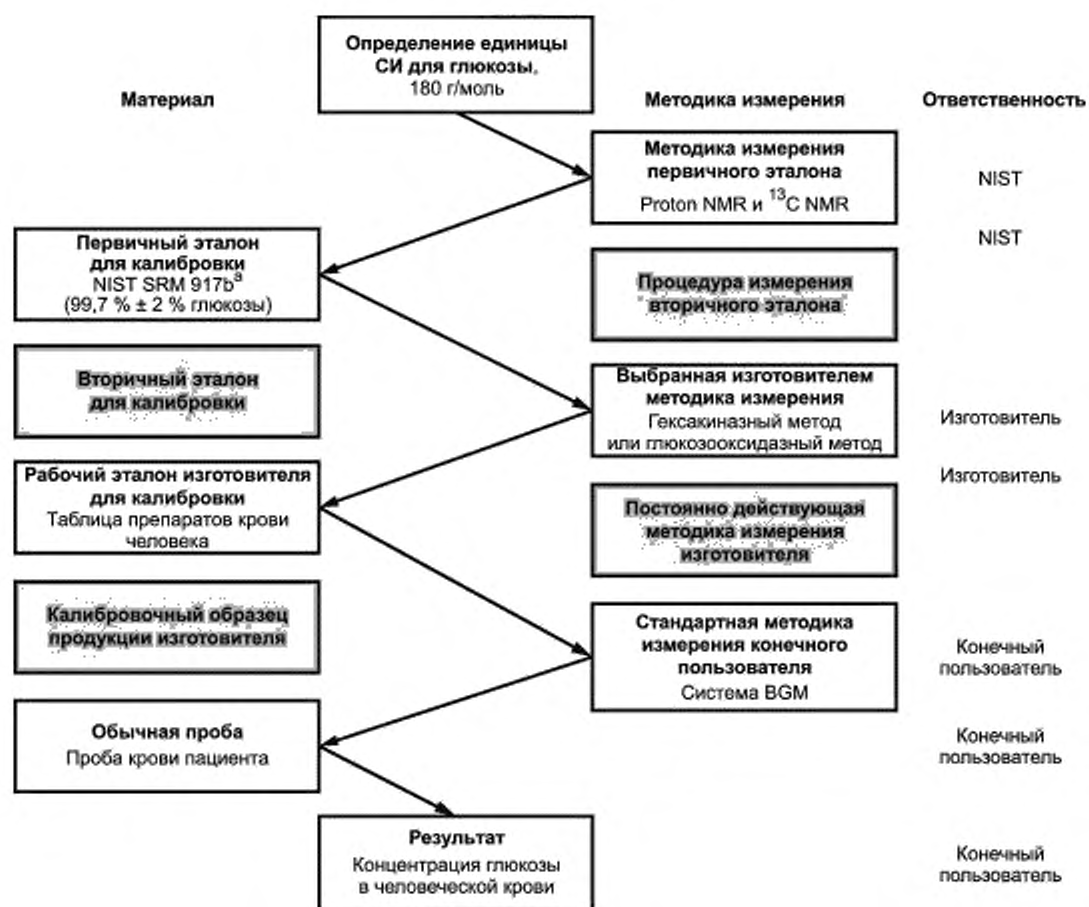 Определение единицы
СИ для глюкозы,
180 г/моль
Материал
Методика измерения
Ответственность
Методика измерения
первичного эталона
Proton NMR и ¹³C NMR
NIST
NIST
Первичный эталон
для калибровки
NIST SRM 917bª
(99,7 % ± 2 % глюкозы)
Процедура измерения
вторичного эталона
Вторичный эталон
для калибровки
Выбранная изготовителем
методика измерения
Гексакиназный метод
или глюкозооксидазный метод
Изготовитель
Рабочий эталон изготовителя
для калибровки
Таблица препаратов крови
человека
Изготовитель
Постоянно действующая
методика измерения
изготовителя
Калибровочный образец
продукции изготовителя
Стандартная методика
измерения конечного
пользователя
Система BGM
Конечный
пользователь
Обычная проба
Проба крови пациента
Конечный
пользователь
Результат
Концентрация глюкозы
в человеческой крови
Конечный
пользователь